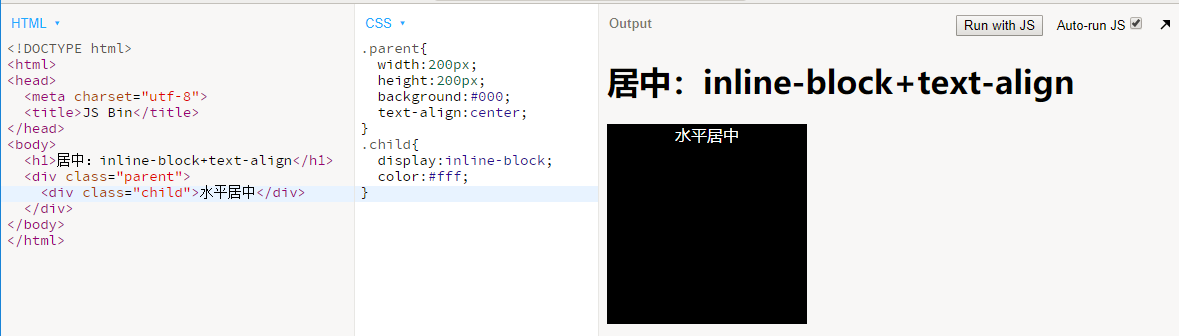 HTML ▾
<!DOCTYPE html>
<html>
<head>
  <meta charset="utf-8">
  <title>JS Bin</title>
</head>
<body>
  <h1>居中：inline-block+text-align</h1>
  <div class="parent">
    <div class="child">水平居中</div>
  </div>
</body>
</html>
CSS ▾
.parent{
  width:200px;
  height:200px;
  background:#000;
  text-align:center;
}
.child{
  display:inline-block;
  color:#fff;
}
Output
Run with JS
Auto-run JS
居中：inline-block+text-align
水平居中